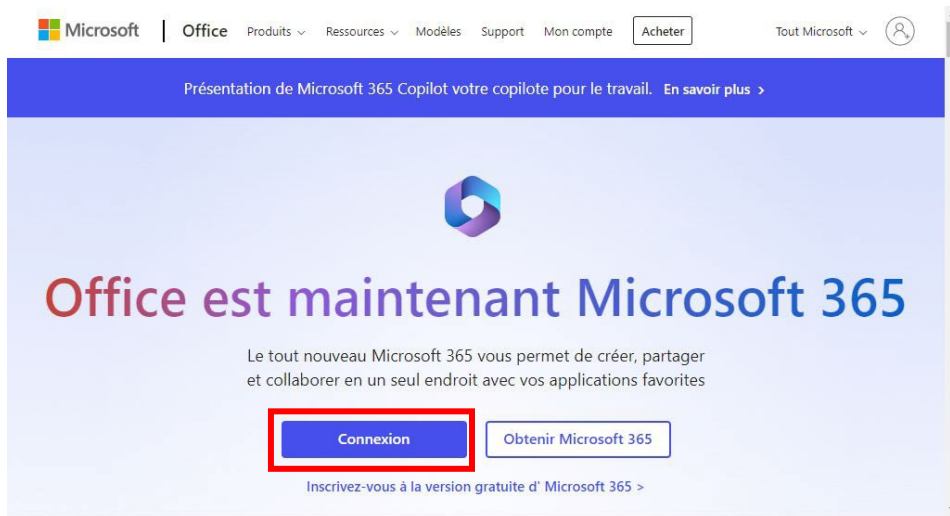 Microsoft | Office Produits Ressources Modèles Support Mon compte Acheter Tout Microsoft
Présentation de Microsoft 365 Copilot votre copilote pour le travail. En savoir plus >
Office est maintenant Microsoft 365
Le tout nouveau Microsoft 365 vous permet de créer, partager
et collaborer en un seul endroit avec vos applications favorites
Connexion Obtenir Microsoft 365
Inscrivez-vous à la version gratuite d' Microsoft 365 >